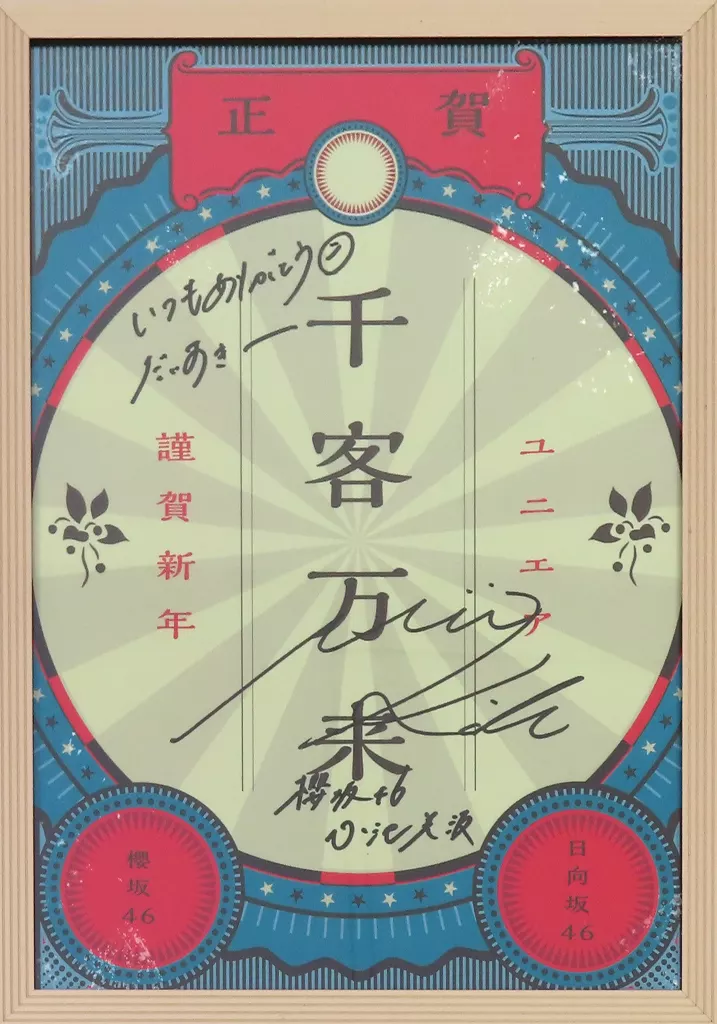 正 賀
いつもありがとう
だいあき
千客万来
ユニエア
謹賀新年
櫻坂46
小池美波
櫻坂46
日向坂46